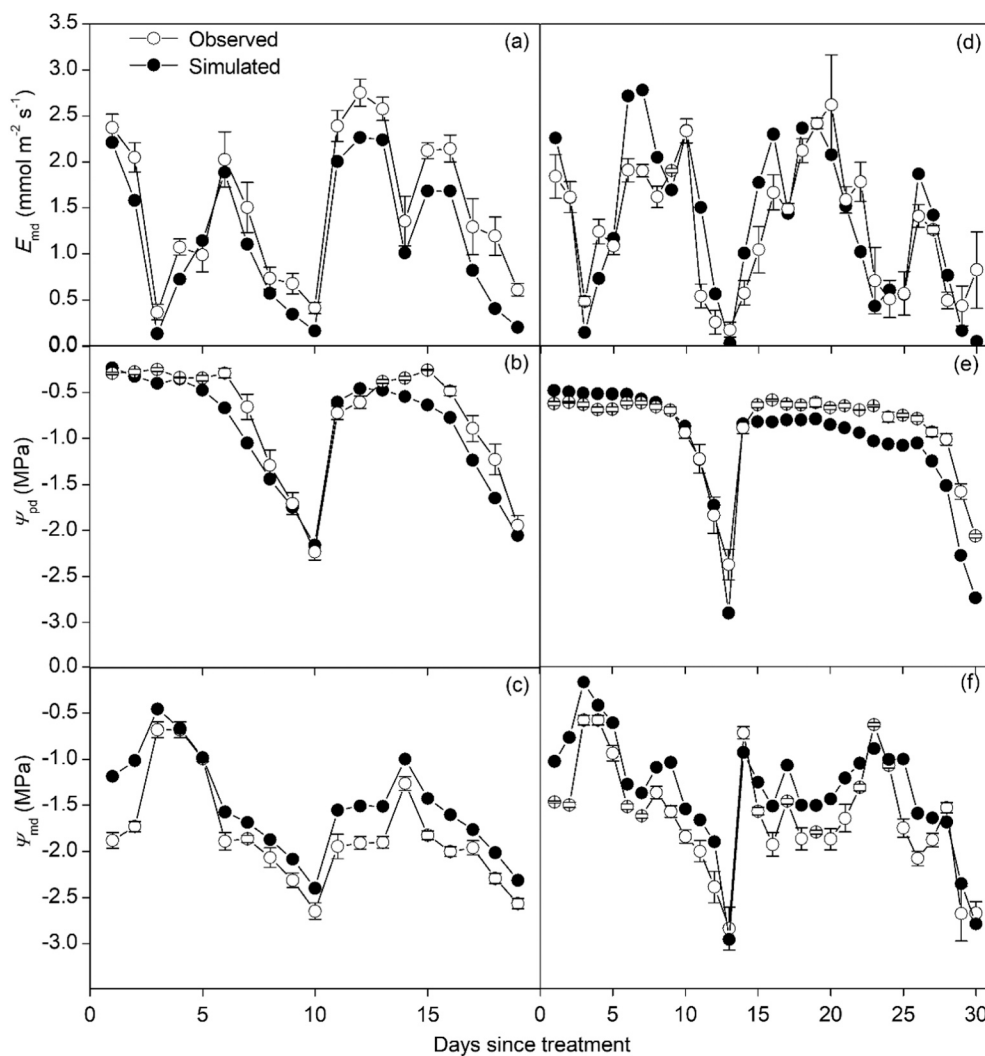 3.5
3.0
2.5
2.0
1.5
1.0
0.5
0.0
E_md (mmol m⁻² s⁻¹)
Observed
Simulated
(a)
(d)
0.0
-0.5
-1.0
-1.5
-2.0
-2.5
-3.0
Ψ_pd (MPa)
(b)
(e)
0.0
-0.5
-1.0
-1.5
-2.0
-2.5
-3.0
Ψ_md (MPa)
(c)
(f)
0 5 10 15 0 5 10 15 20 25 30
Days since treatment